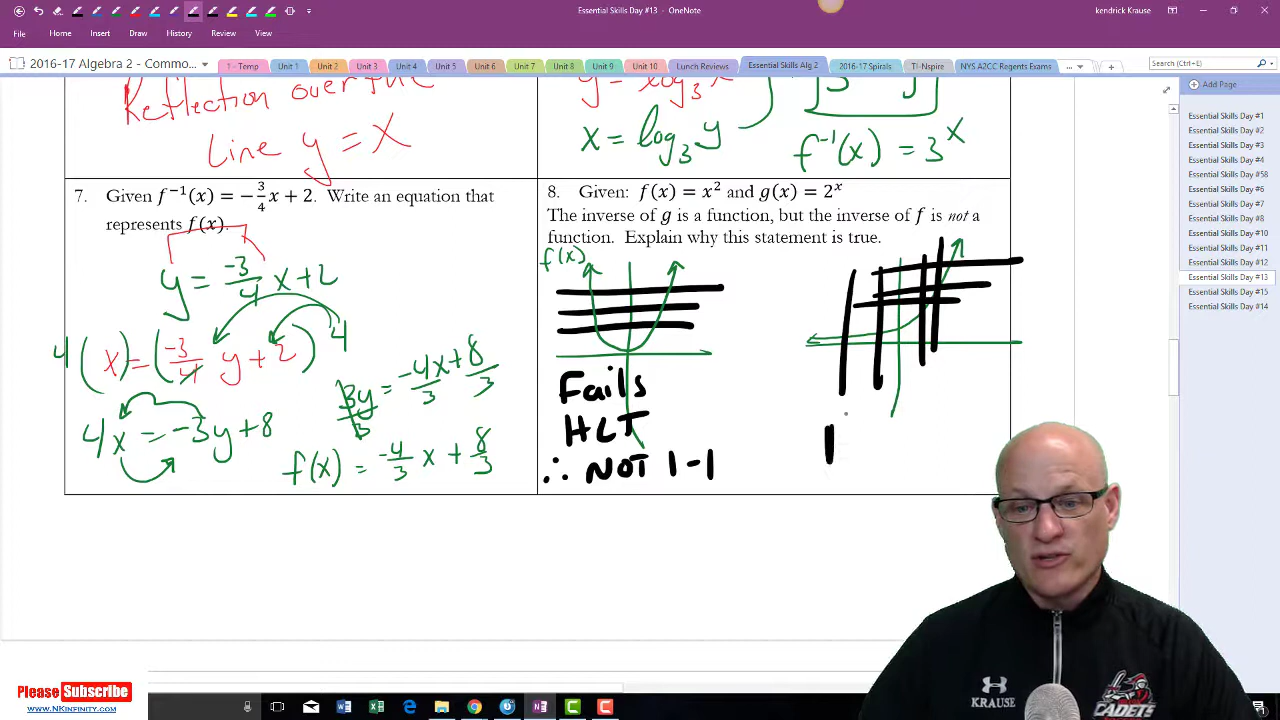 Essential Skills Day #13 - OneNote
kendrick Krause
File Home Insert Draw History Review View
2016-17 Algebra 2 - Commo...
1 - Temp Unit 1 Unit 2 Unit 3 Unit 4 Unit 5 Unit 6 Unit 7 Unit 8 Unit 9 Unit 10 Lunch Reviews Essential Skills Alg 2 2016-17 Spirals TI-Nspire NYS A2CC Regents Exams ...
Search (Ctrl+E)
Add Page
Essential Skills Day #1
Essential Skills Day #2
Essential Skills Day #3
Essential Skills Day #4
Essential Skills Day #58
Essential Skills Day #6
Essential Skills Day #7
Essential Skills Day #8
Essential Skills Day #9
Essential Skills Day #10
Essential Skills Day #11
Essential Skills Day #12
Essential Skills Day #13
Essential Skills Day #15
Essential Skills Day #14
Reflection over the
Line y = x
x = log₃ y
f⁻¹(x) = 3ˣ
7. Given f⁻¹(x) = −3/4x + 2. Write an equation that
represents f(x).
y = -3/4 x + 2
4(x) = (-3/4 y + 2) 4
4x = -3y + 8
3y/3 = -4x/3 + 8/3
f(x) = -4/3 x + 8/3
8. Given: f(x) = x² and g(x) = 2ˣ
The inverse of g is a function, but the inverse of f is not a
function. Explain why this statement is true.
f(x)
Fails
HLT
∴ NOT 1-1
KRAUSE
CADETS
Please Subscribe
www.NKinfinity.com